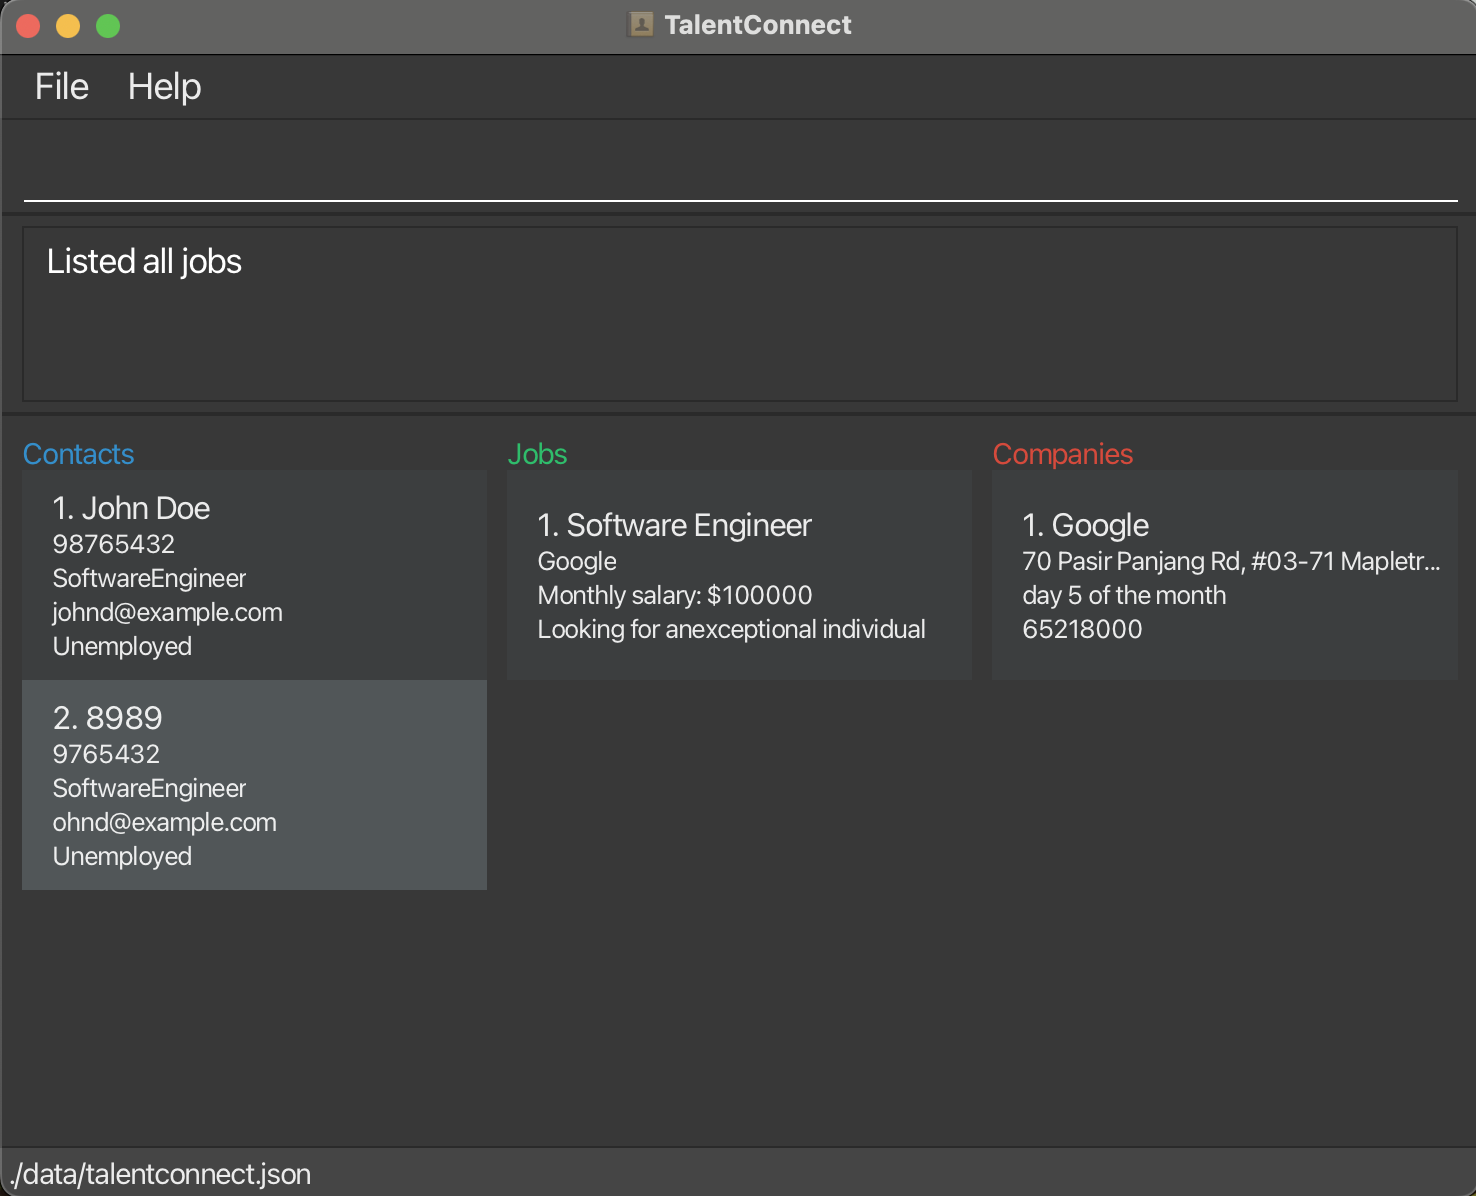 TalentConnect
File Help
Listed all jobs
Contacts
1. John Doe
98765432
SoftwareEngineer
johnd@example.com
Unemployed
2. 8989
9765432
SoftwareEngineer
ohnd@example.com
Unemployed
Jobs
1. Software Engineer
Google
Monthly salary: $100000
Looking for anexceptional individual
Companies
1. Google
70 Pasir Panjang Rd, #03-71 Mapletr...
day 5 of the month
65218000
./data/talentconnect.json